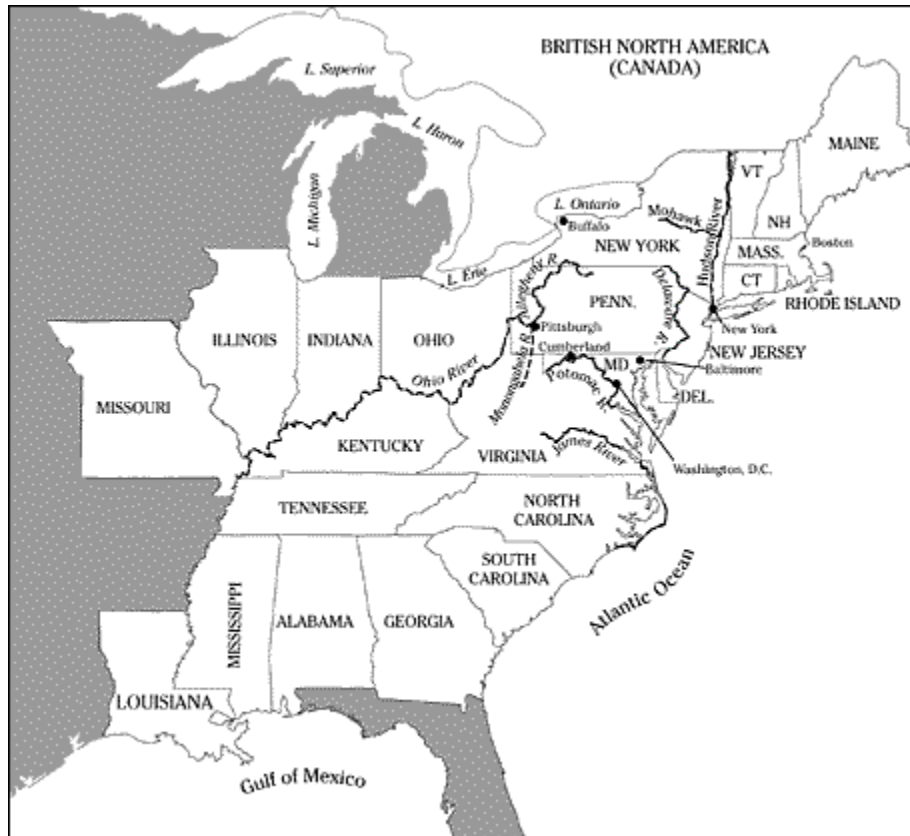 BRITISH NORTH AMERICA
(CANADA)
L. Superior
L. Huron
L. Michigan
MAINE
VT
NH
L. Ontario
Mohawk
Buffalo
Hudson River
NEW YORK
MASS.
Boston
CT
L. Erie
Allegheny R.
Delaware R.
RHODE ISLAND
PENN.
New York
Pittsburgh
ILLINOIS
INDIANA
OHIO
Cumberland
NEW JERSEY
MD.
Baltimore
Ohio River
Monongahela R.
Potomac R.
DEL.
MISSOURI
KENTUCKY
VIRGINIA
James River
Washington, D.C.
TENNESSEE
NORTH
CAROLINA
SOUTH
CAROLINA
Atlantic Ocean
MISSISSIPPI
ALABAMA
GEORGIA
LOUISIANA
Gulf of Mexico